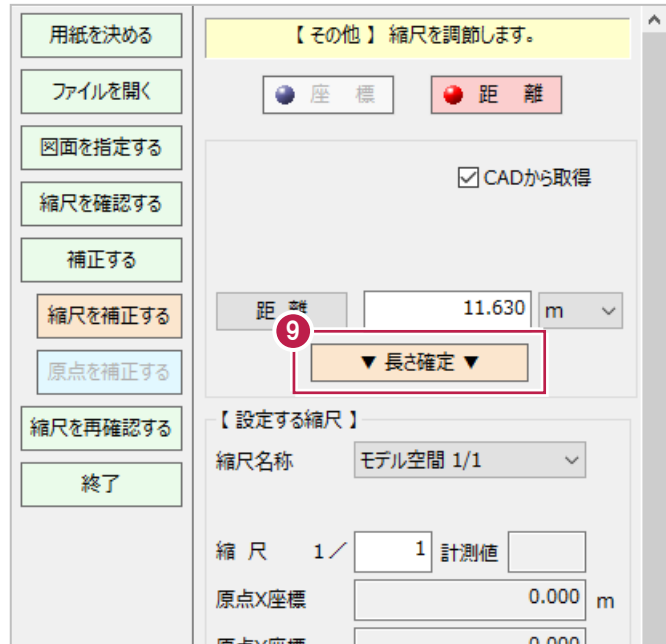 用紙を決める
ファイルを開く
図面を指定する
縮尺を確認する
補正する
縮尺を補正する
原点を補正する
縮尺を再確認する
終了
【 その他 】 縮尺を調節します。
座 標
距 離
CADから取得
距 離 11.630 m
9
▼ 長さ確定 ▼
【 設定する縮尺 】
縮尺名称 モデル空間 1/1
縮 尺 1／ 1 計測値
原点X座標 0.000 m
0.000